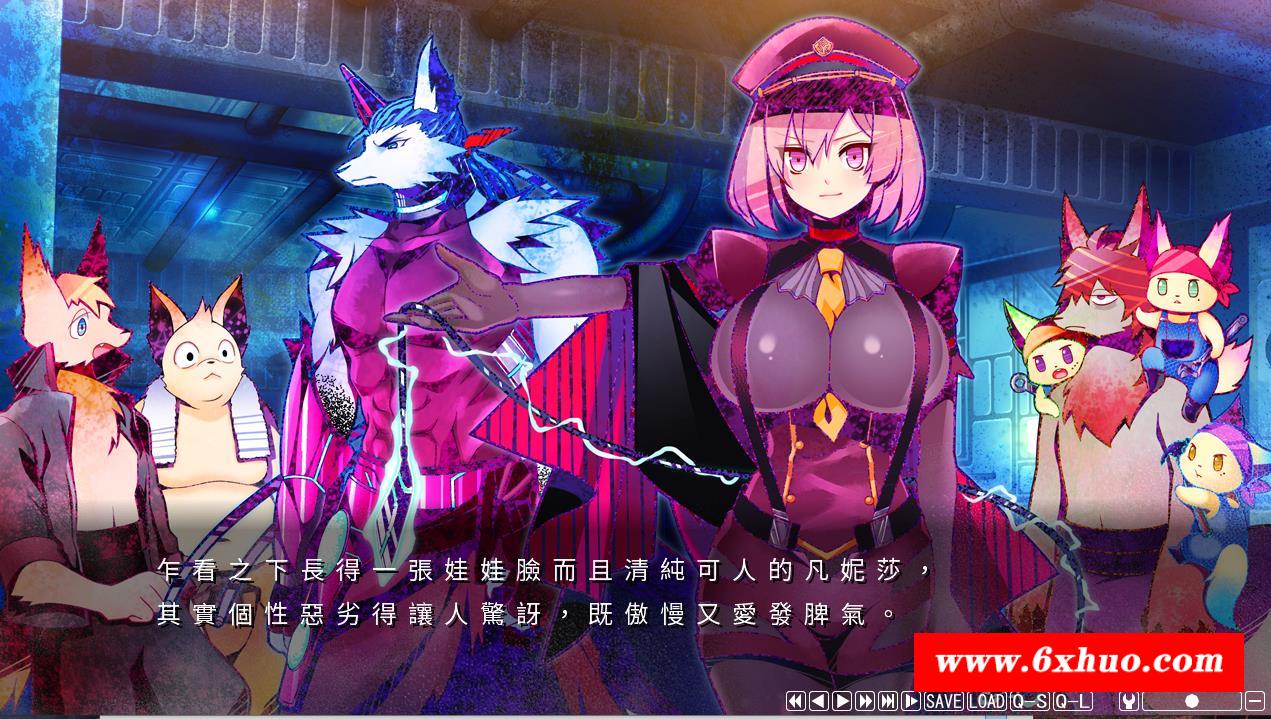 乍看之下長得一張娃娃臉而且清純可人的凡妮莎，
其實個性惡劣得讓人驚訝，既傲慢又愛發脾氣。
www.6xhuo.com
SAVE LOAD Q-S Q-L